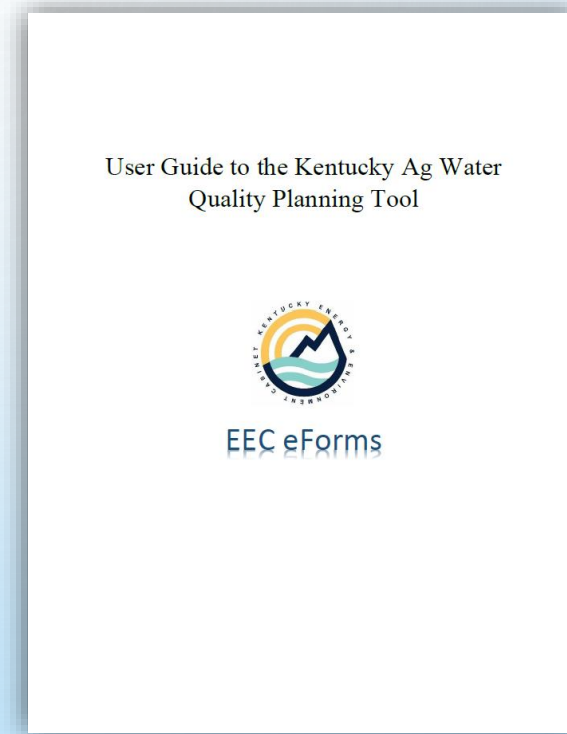 User Guide to the Kentucky Ag Water
Quality Planning Tool
KENTUCKY ENERGY & ENVIRONMENT CABINET
EEC eForms